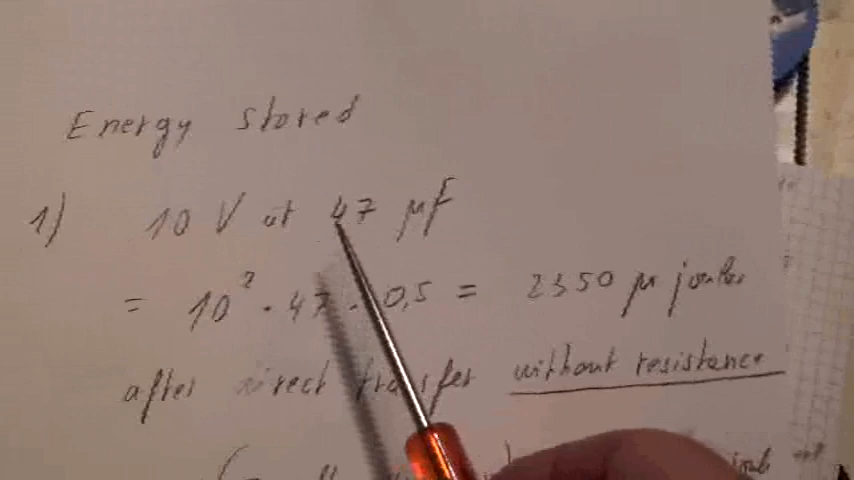 Energy stored
1) 10 V at 47 µF
= 10² · 47 · 0,5 = 2350 µ joules
after direct transfer without resistance